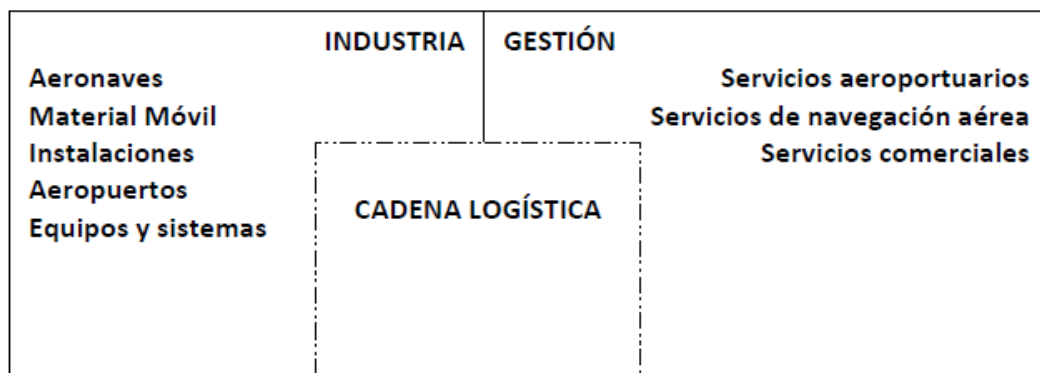 INDUSTRIA
Aeronaves
Material Móvil
Instalaciones
Aeropuertos
Equipos y sistemas
GESTIÓN
Servicios aeroportuarios
Servicios de navegación aérea
Servicios comerciales
CADENA LOGÍSTICA